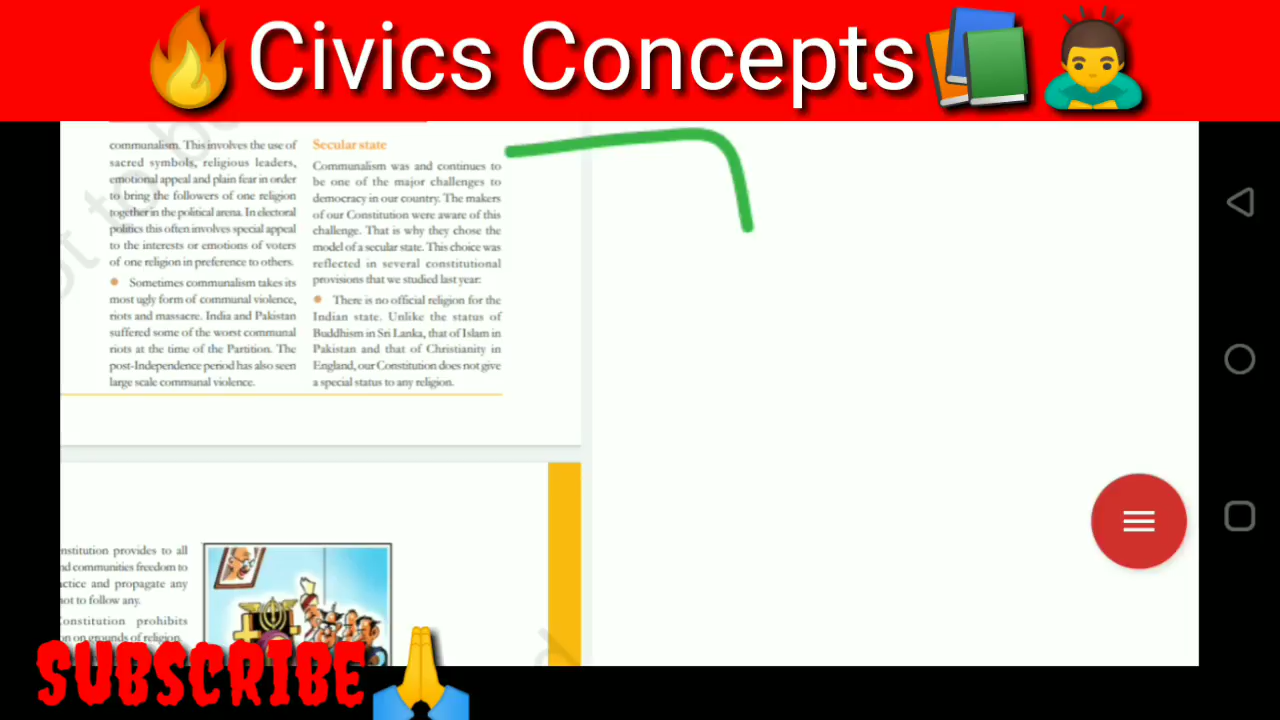 Civics Concepts
communalism. This involves the use of
sacred symbols, religious leaders,
emotional appeal and plain fear in order
to bring the followers of one religion
together in the political arena. In electoral
politics this often involves special appeal
to the interests or emotions of voters
of one religion in preference to others.
Sometimes communalism takes its
most ugly form of communal violence,
riots and massacre. India and Pakistan
suffered some of the worst communal
riots at the time of the Partition. The
post-Independence period has also seen
large scale communal violence.
Secular state
Communalism was and continues to
be one of the major challenges to
democracy in our country. The makers
of our Constitution were aware of this
challenge. That is why they chose the
model of a secular state. This choice was
reflected in several constitutional
provisions that we studied last year:
There is no official religion for the
Indian state. Unlike the status of
Buddhism in Sri Lanka, that of Islam in
Pakistan and that of Christianity in
England, our Constitution does not give
a special status to any religion.
nstitution provides to all
nd communities freedom to
actice and propagate any
not to follow any.
Constitution prohibits
on on grounds of religion.
SUBSCRIBE